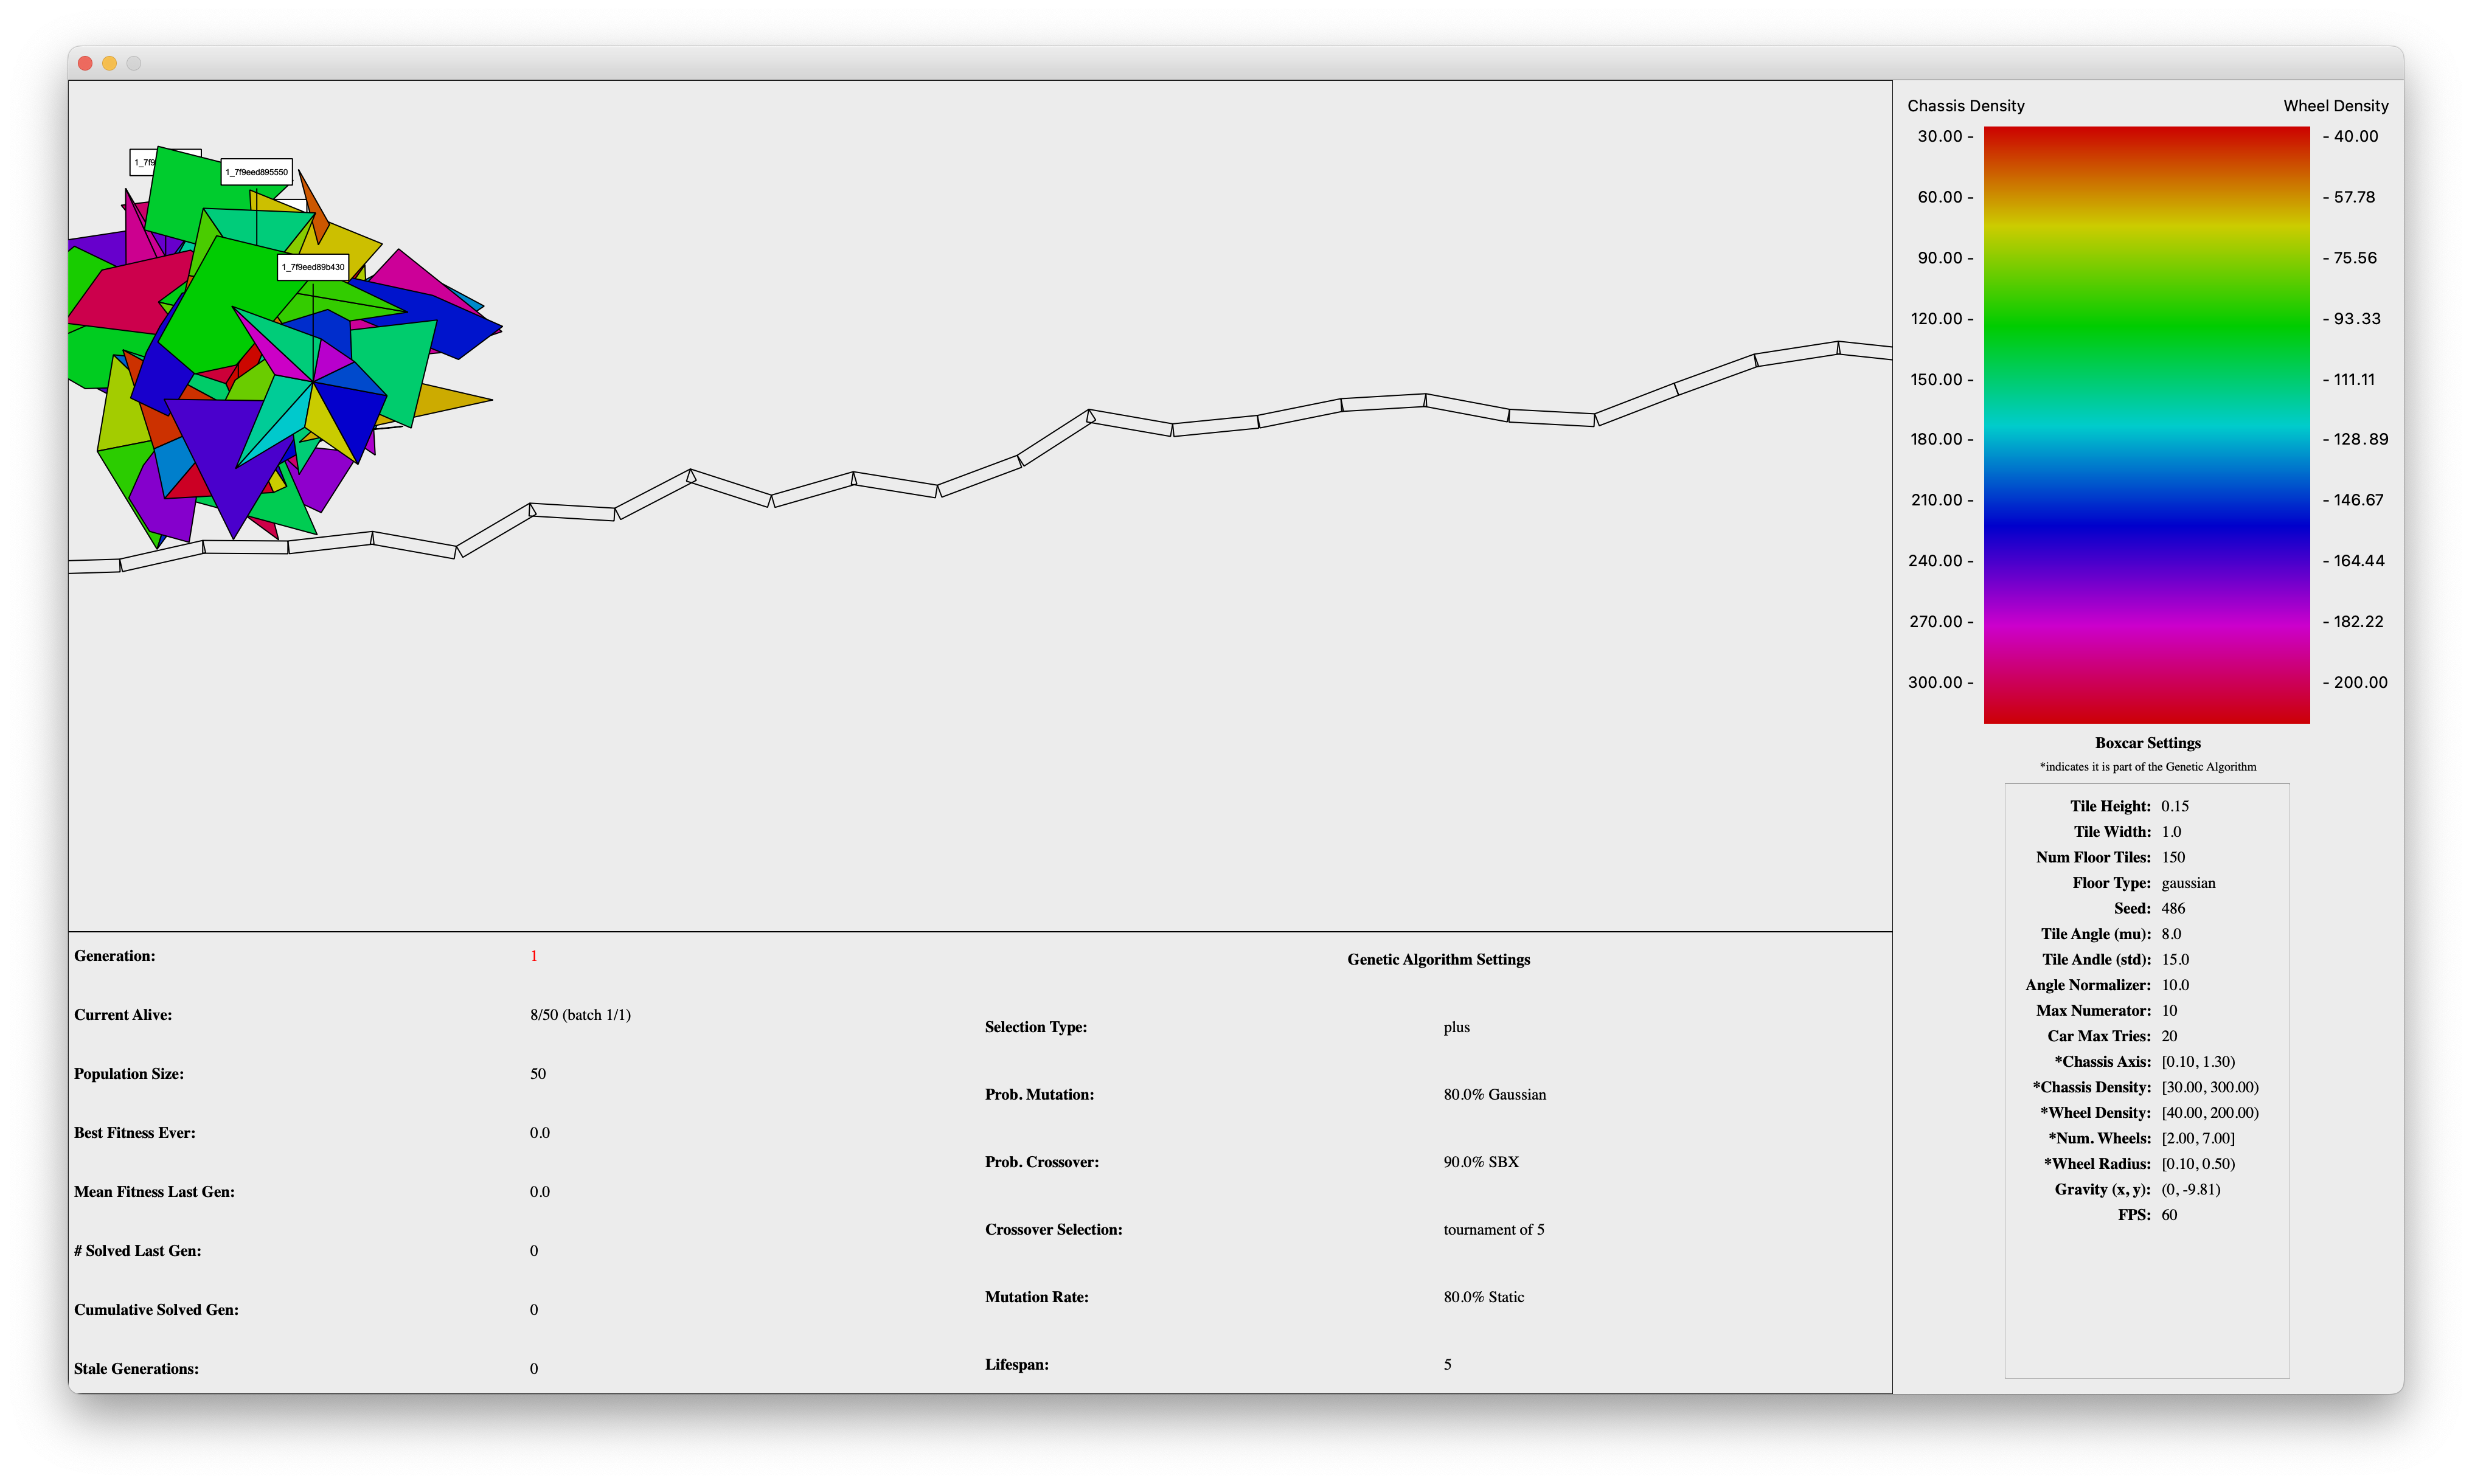 1_7f9
1_7f9eed895550
1_7f9eed89b430
Chassis Density
Wheel Density
30.00 -
- 40.00
60.00 -
- 57.78
90.00 -
- 75.56
120.00 -
- 93.33
150.00 -
- 111.11
180.00 -
- 128.89
210.00 -
- 146.67
240.00 -
- 164.44
270.00 -
- 182.22
300.00 -
- 200.00
Boxcar Settings
*indicates it is part of the Genetic Algorithm
Tile Height: 0.15
Tile Width: 1.0
Num Floor Tiles: 150
Floor Type: gaussian
Seed: 486
Tile Angle (mu): 8.0
Tile Andle (std): 15.0
Angle Normalizer: 10.0
Max Numerator: 10
Car Max Tries: 20
*Chassis Axis: [0.10, 1.30)
*Chassis Density: [30.00, 300.00)
*Wheel Density: [40.00, 200.00)
*Num. Wheels: [2.00, 7.00]
*Wheel Radius: [0.10, 0.50)
Gravity (x, y): (0, -9.81)
FPS: 60
Generation: 1
Current Alive: 8/50 (batch 1/1)
Population Size: 50
Best Fitness Ever: 0.0
Mean Fitness Last Gen: 0.0
# Solved Last Gen: 0
Cumulative Solved Gen: 0
Stale Generations: 0
Genetic Algorithm Settings
Selection Type: plus
Prob. Mutation: 80.0% Gaussian
Prob. Crossover: 90.0% SBX
Crossover Selection: tournament of 5
Mutation Rate: 80.0% Static
Lifespan: 5